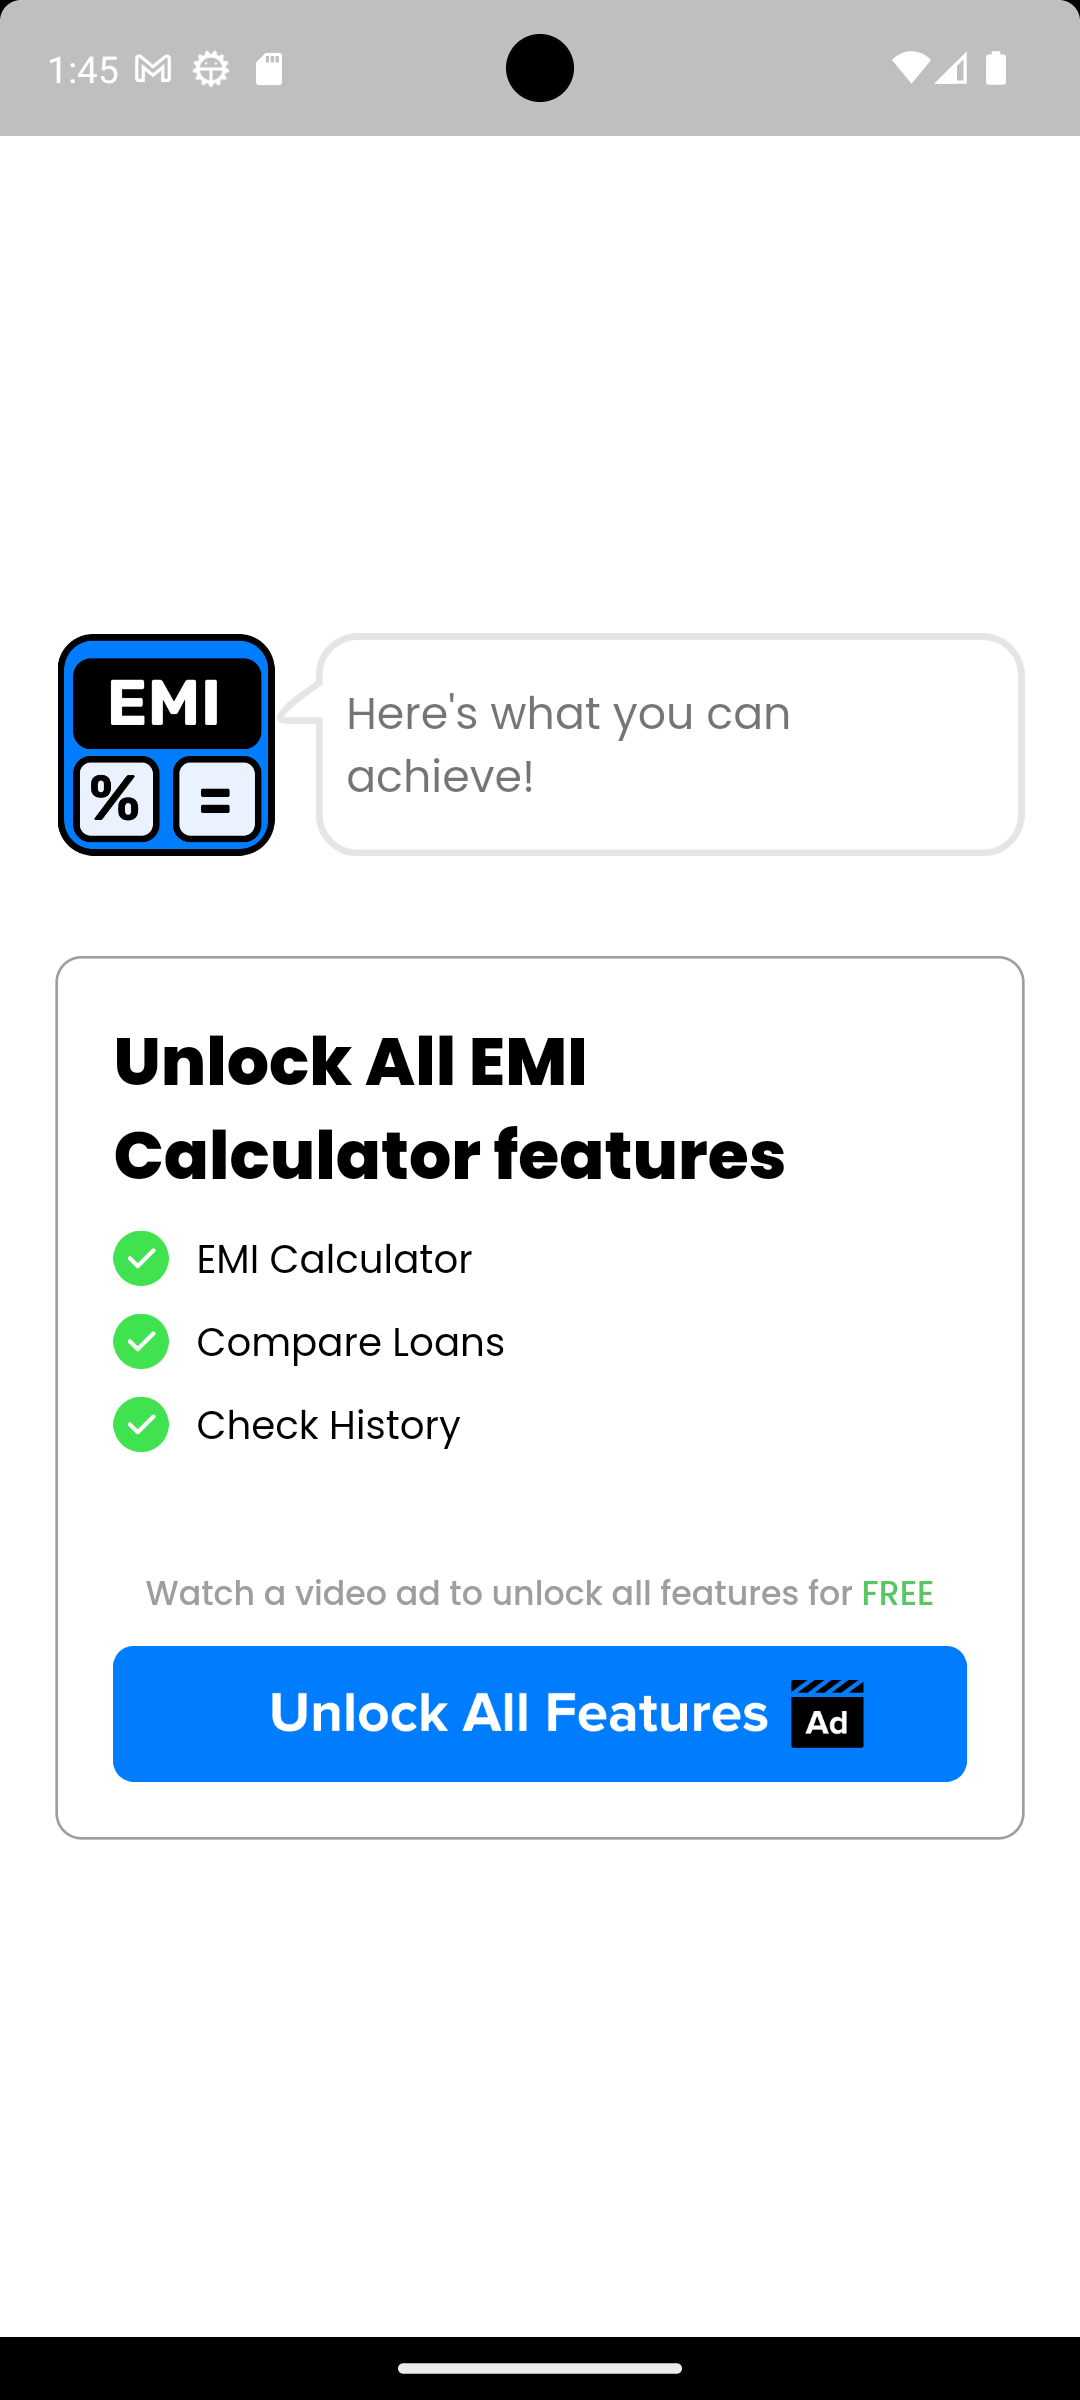 1:45
EMI
% =
Here's what you can
achieve!
Unlock All EMI
Calculator features
EMI Calculator
Compare Loans
Check History
Watch a video ad to unlock all features for FREE
Unlock All Features Ad